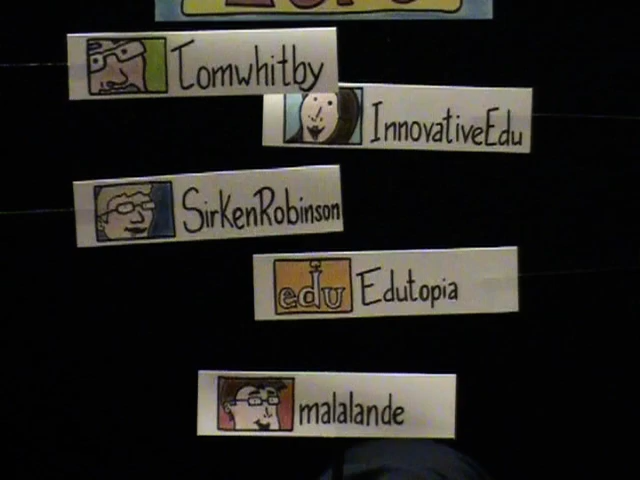 Tomwhitby
InnovativeEdu
SirKenRobinson
edu Edutopia
malalande